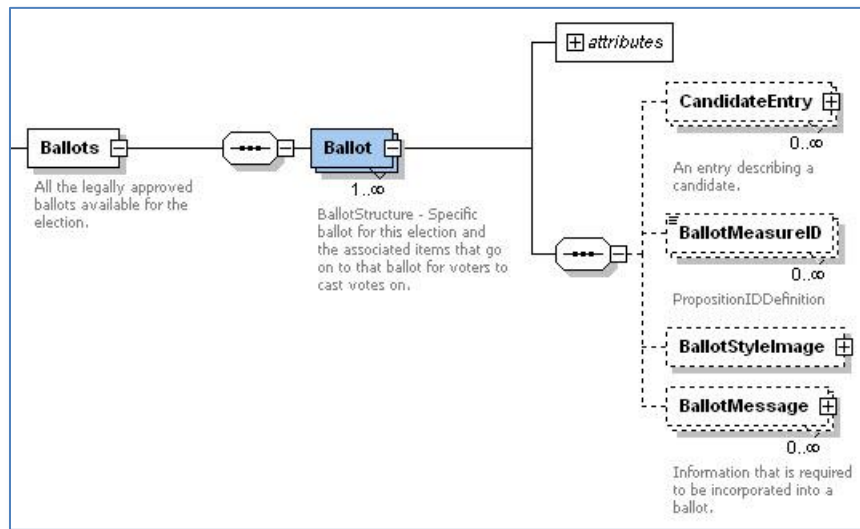 attributes
CandidateEntry
0..∞
An entry describing a
candidate.
Ballots
All the legally approved
ballots available for the
election.
Ballot
1..∞
BallotStructure - Specific
ballot for this election and
the associated items that go
on to that ballot for voters to
cast votes on.
BallotMeasureID
0..∞
PropositionIDDefinition
BallotStyleImage
BallotMessage
0..∞
Information that is required
to be incorporated into a
ballot.